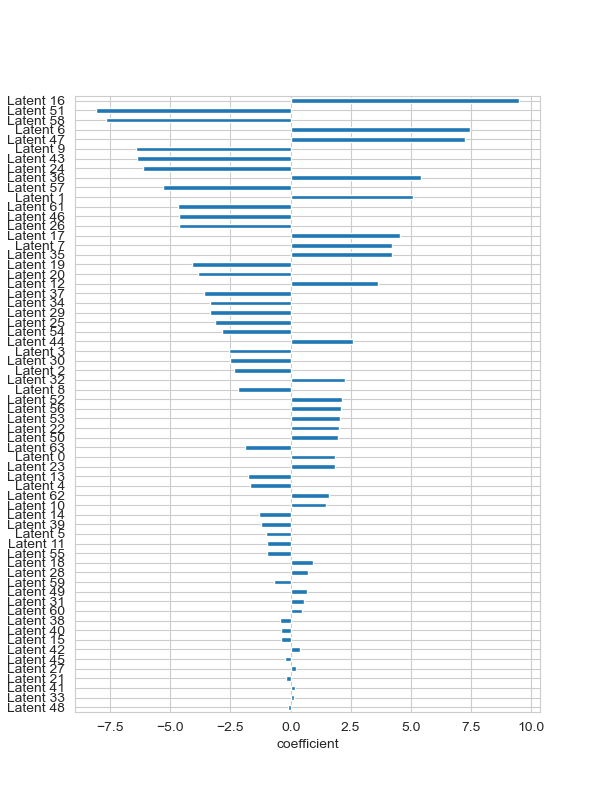 Latent 16
Latent 51
Latent 58
Latent 6
Latent 47
Latent 9
Latent 43
Latent 24
Latent 36
Latent 57
Latent 1
Latent 61
Latent 46
Latent 26
Latent 17
Latent 7
Latent 35
Latent 19
Latent 20
Latent 12
Latent 37
Latent 34
Latent 29
Latent 25
Latent 54
Latent 44
Latent 3
Latent 30
Latent 2
Latent 32
Latent 8
Latent 52
Latent 56
Latent 53
Latent 22
Latent 50
Latent 63
Latent 0
Latent 23
Latent 13
Latent 4
Latent 62
Latent 10
Latent 14
Latent 39
Latent 5
Latent 11
Latent 55
Latent 18
Latent 28
Latent 59
Latent 49
Latent 31
Latent 60
Latent 38
Latent 40
Latent 15
Latent 42
Latent 45
Latent 27
Latent 21
Latent 41
Latent 33
Latent 48
−7.5 −5.0 −2.5 0.0 2.5 5.0 7.5 10.0
coefficient